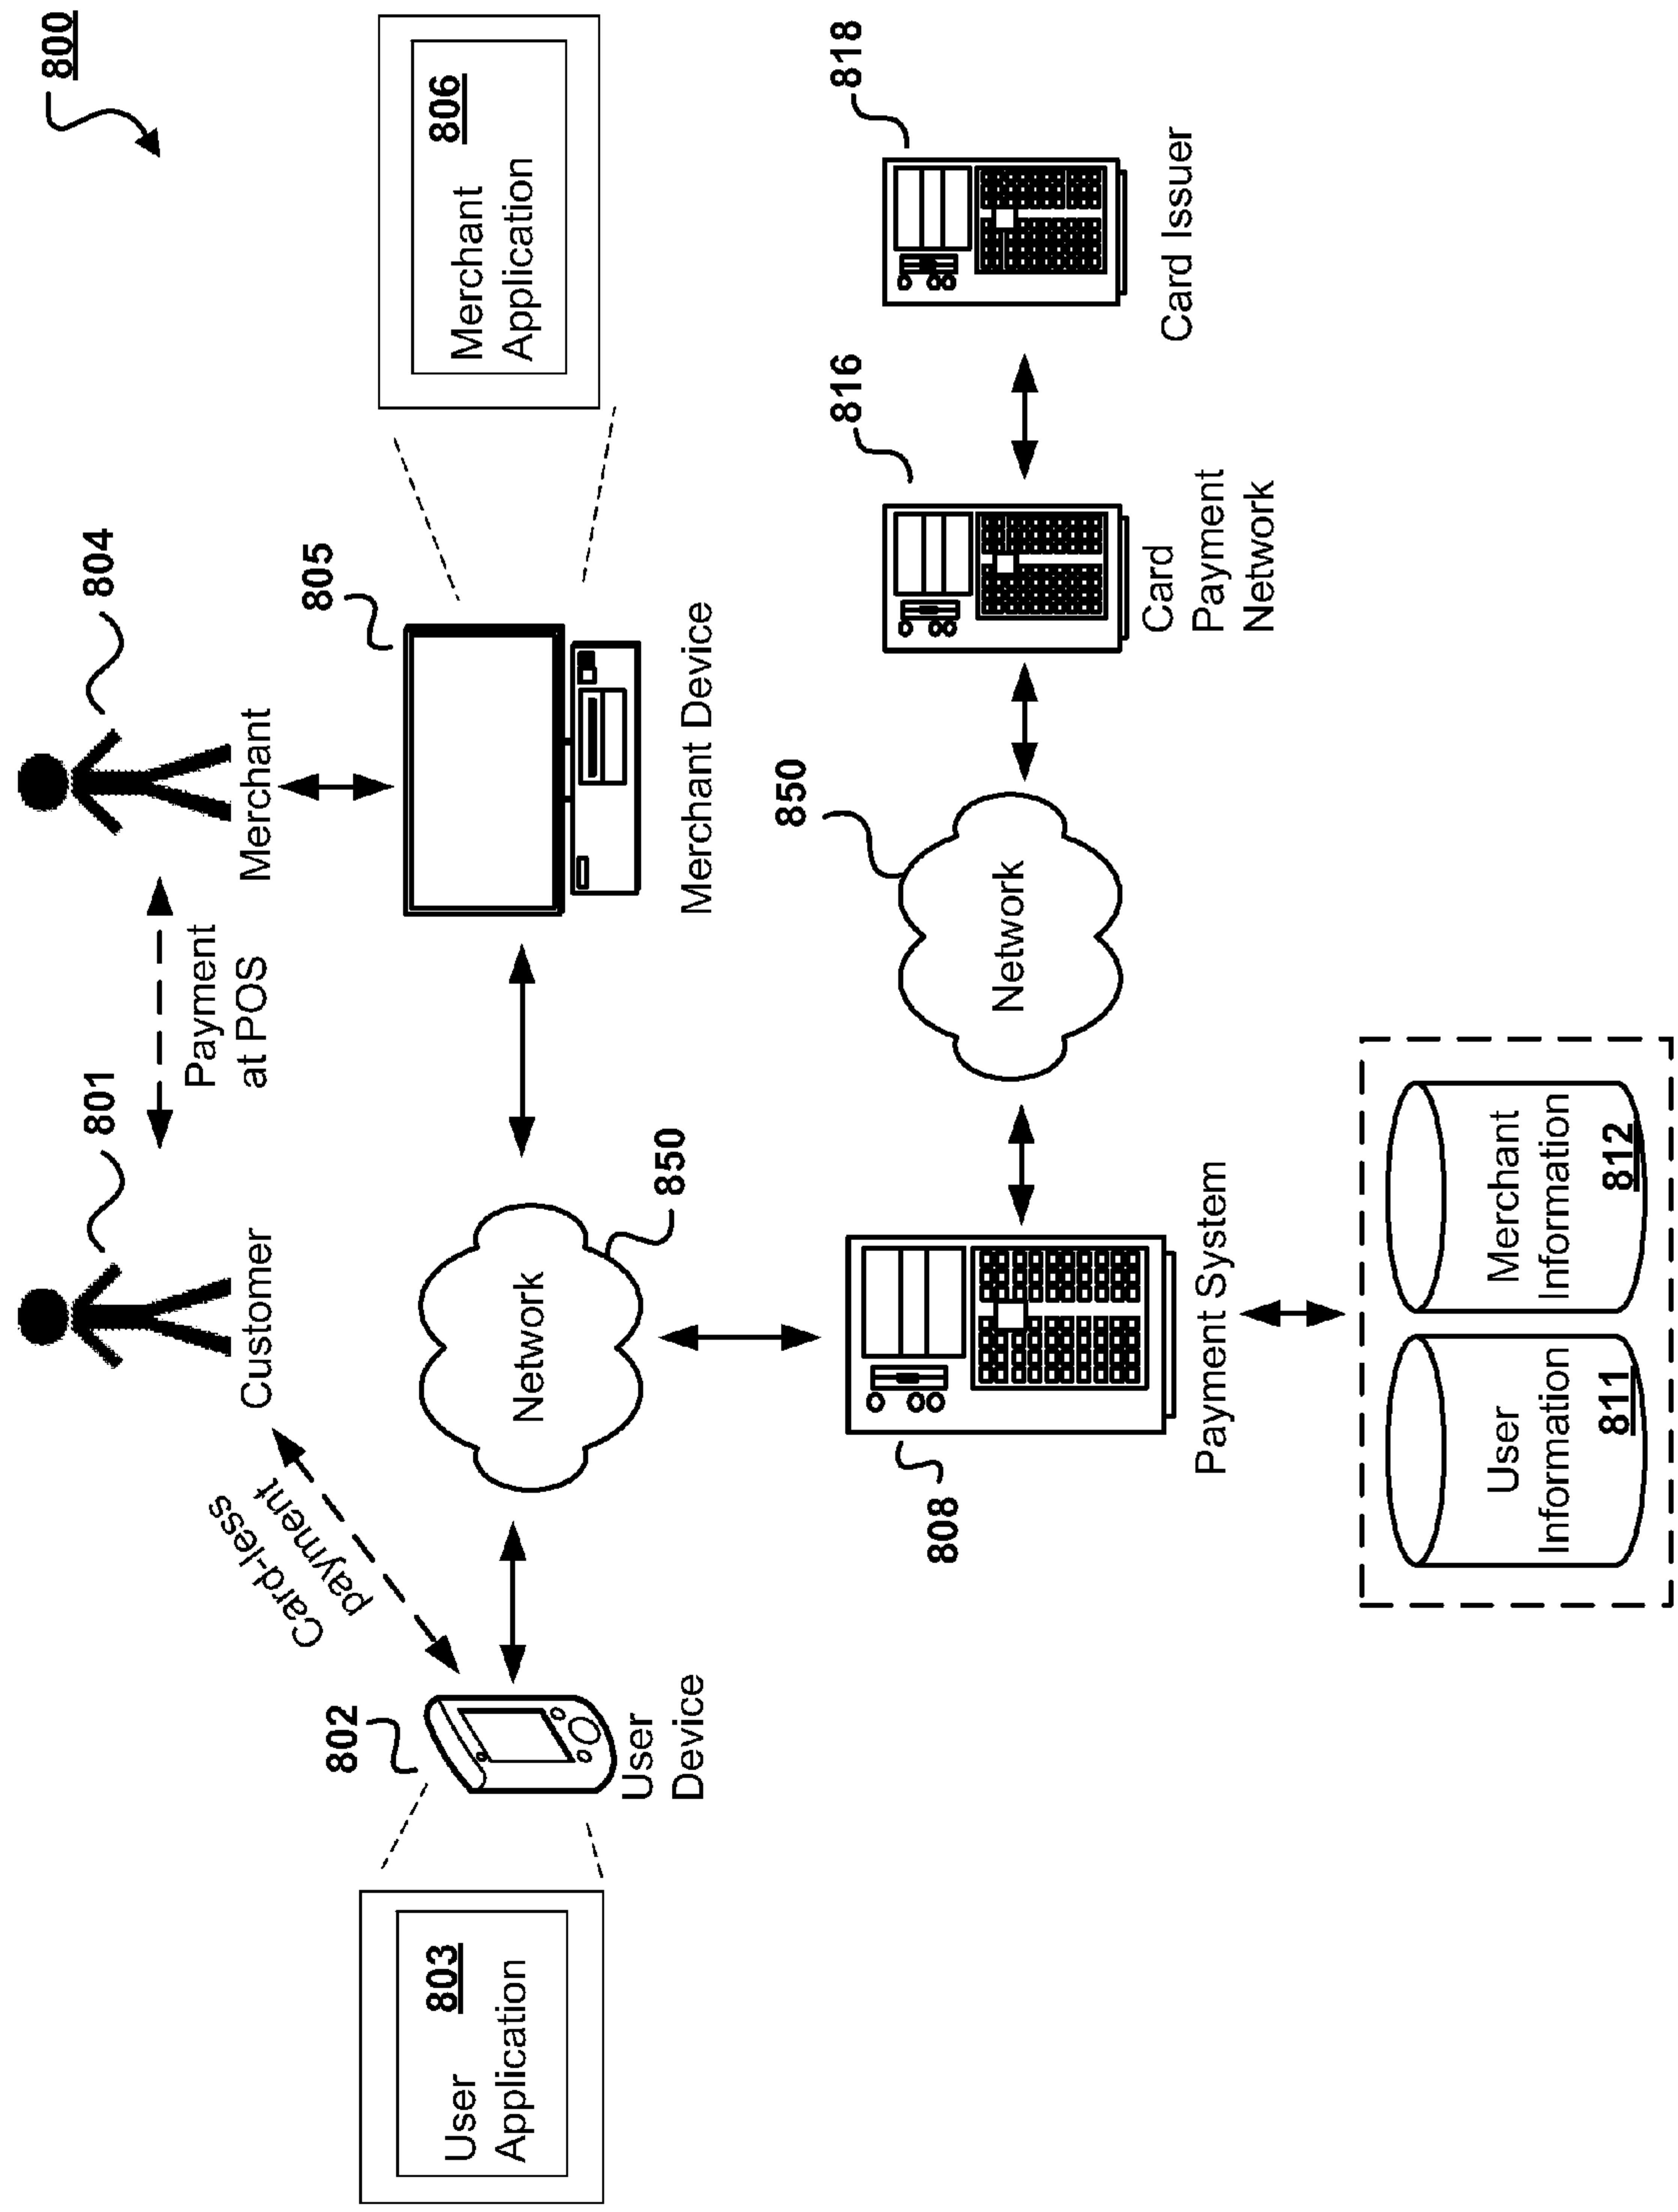 800
801
804
Customer
Merchant
Payment
at POS
Card-less
payment
802
805
User
803
Application
User
Device
Network
850
Merchant Device
Merchant
806
Application
808
Payment System
850
Network
816
Card
Payment
Network
818
Card Issuer
User
Information
811
Merchant
Information
812